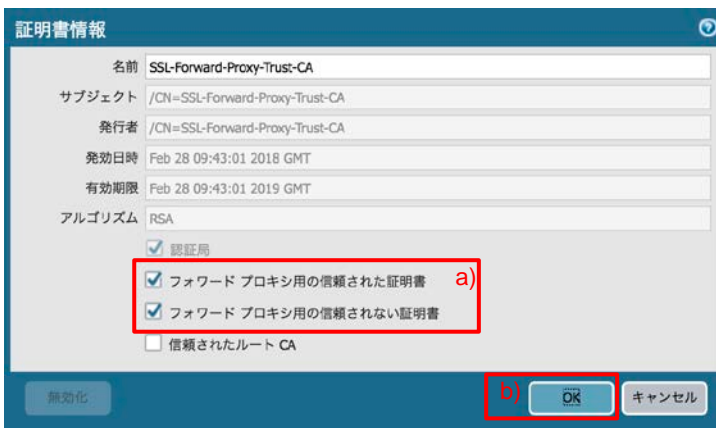 証明書情報
名前 SSL-Forward-Proxy-Trust-CA
サブジェクト /CN=SSL-Forward-Proxy-Trust-CA
発行者 /CN=SSL-Forward-Proxy-Trust-CA
発効日時 Feb 28 09:43:01 2018 GMT
有効期限 Feb 28 09:43:01 2019 GMT
アルゴリズム RSA
認証局
フォワード プロキシ用の信頼された証明書 a)
フォワード プロキシ用の信頼されない証明書
信頼されたルート CA
無効化 b) OK キャンセル